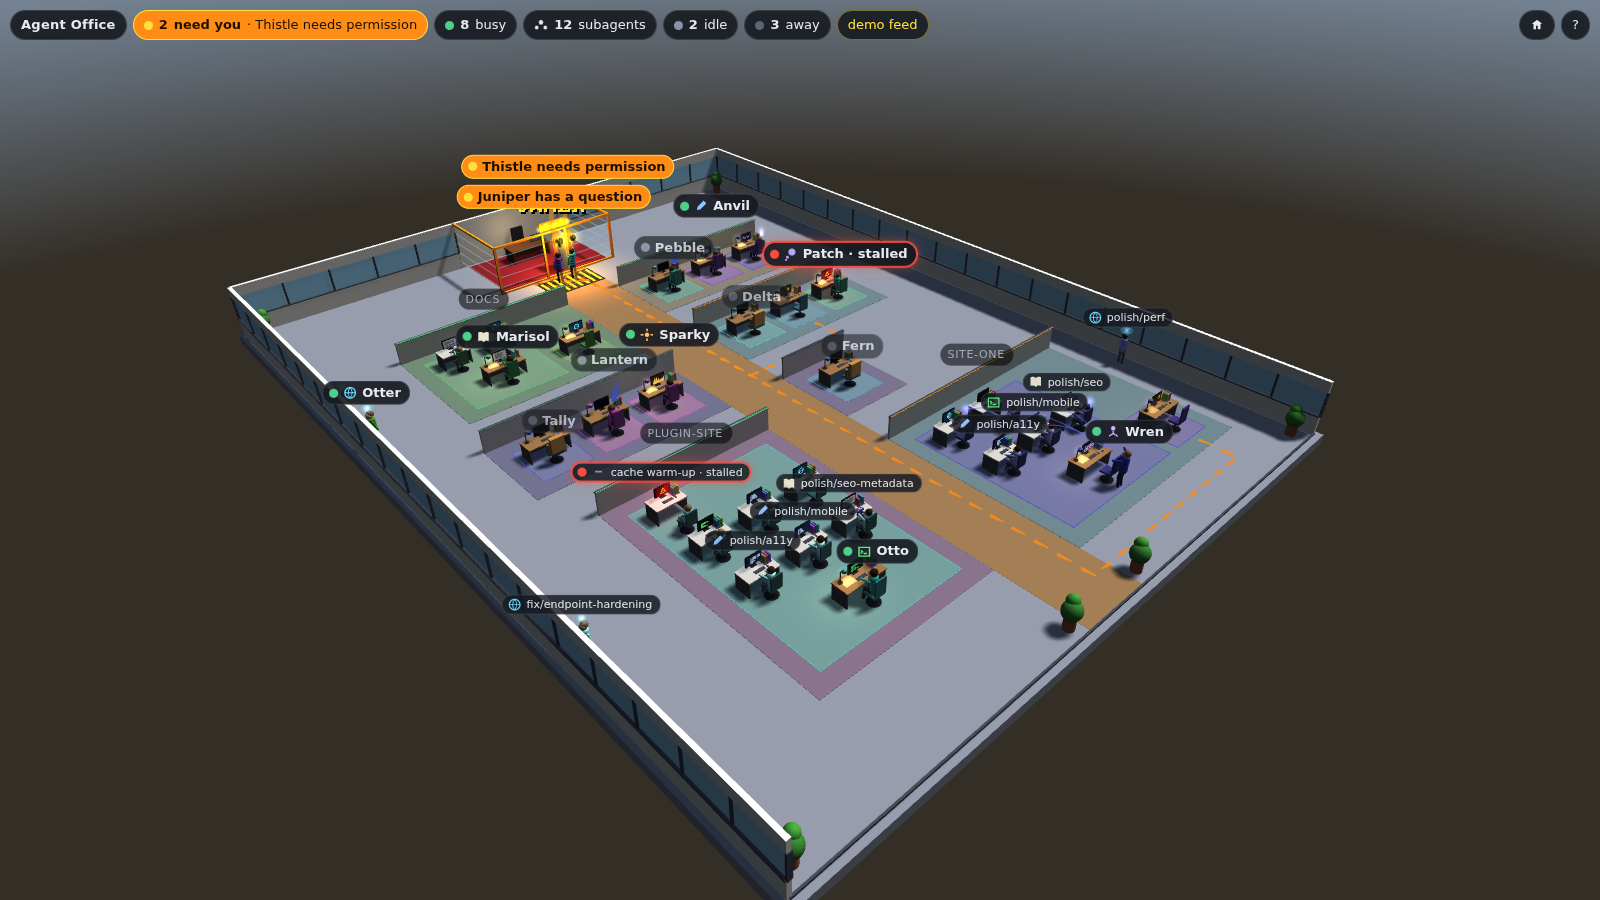 Agent Office
2 need you · Thistle needs permission
8 busy
12 subagents
2 idle
3 away
demo feed
?
Thistle needs permission
Juniper has a question
Anvil
Pebble
Patch · stalled
DOCS
Delta
polish/perf
Marisol
Sparky
Fern
SITE-ONE
Lantern
polish/seo
Otter
polish/mobile
Tally
polish/a11y
PLUGIN-SITE
Wren
cache warm-up · stalled
polish/seo-metadata
polish/mobile
polish/a11y
Otto
fix/endpoint-hardening